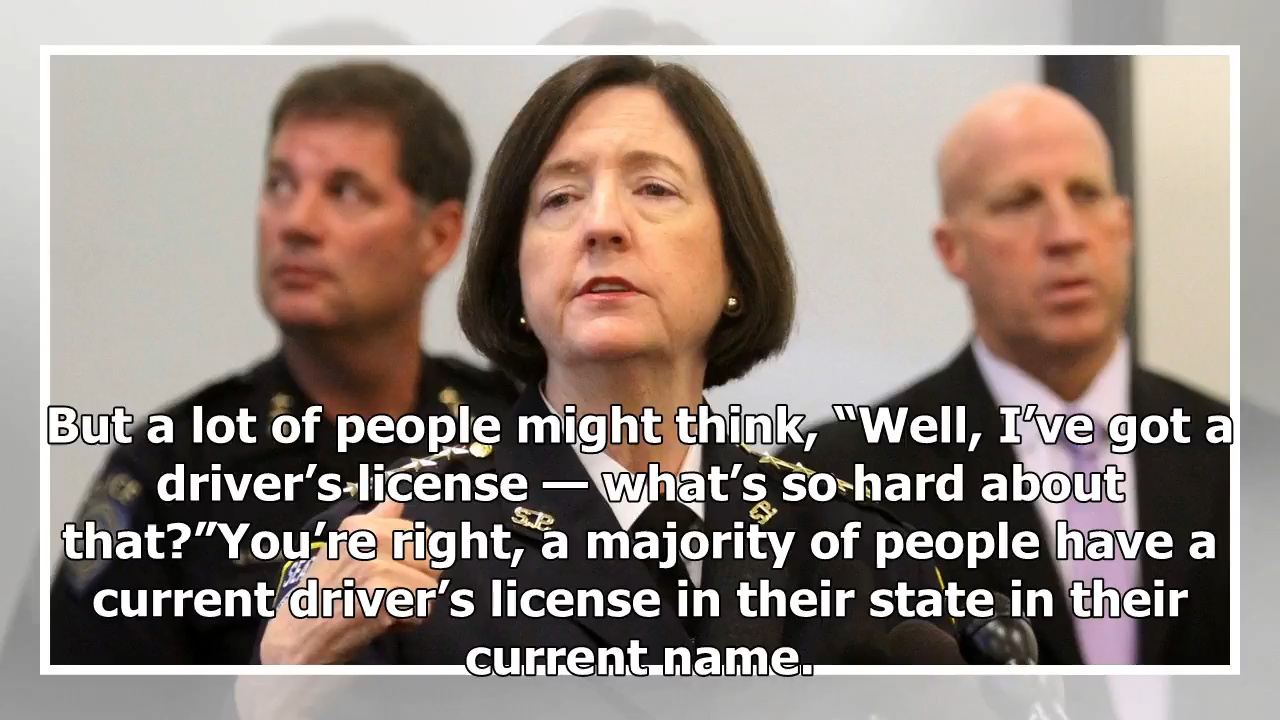 But a lot of people might think, “Well, I’ve got a
driver’s license — what’s so hard about
that?”You’re right, a majority of people have a
current driver’s license in their state in their
current name.
S.P.
S.P.